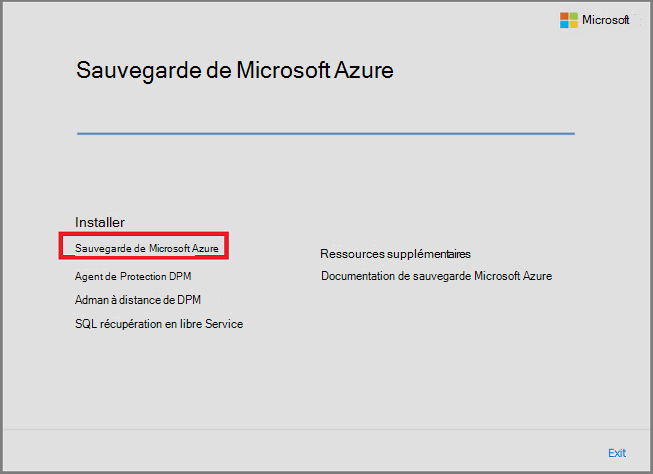 Microsoft
Sauvegarde de Microsoft Azure
Installer
Sauvegarde de Microsoft Azure
Agent de Protection DPM
Adman à distance de DPM
SQL récupération en libre Service
Ressources supplémentaires
Documentation de sauvegarde Microsoft Azure
Exit